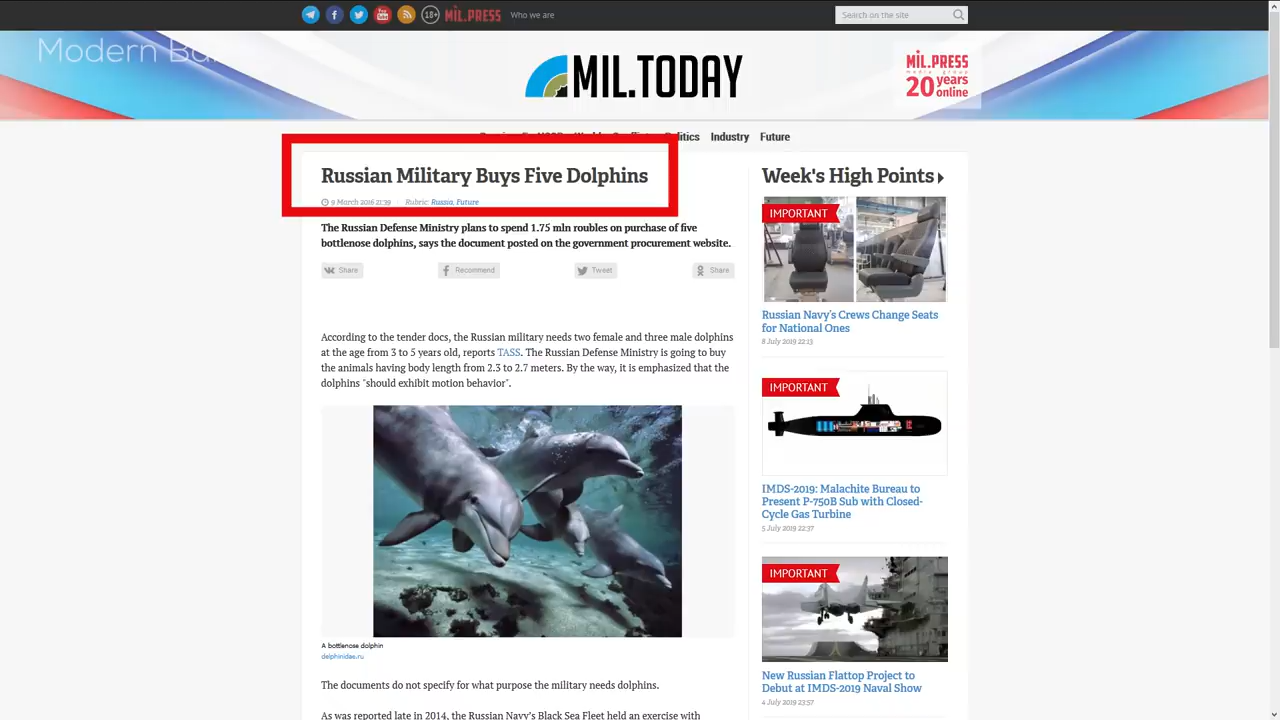 18+
MIL.PRESS
Who we are
Search on the site
Modern
MIL.TODAY
MIL.PRESS
media group
20 years
online
Industry
Future
Russian Military Buys Five Dolphins
9 March 2016 21:39
Rubric: Russia, Future
The Russian Defense Ministry plans to spend 1.75 mln roubles on purchase of five
bottlenose dolphins, says the document posted on the government procurement website.
Share
Recommend
Tweet
Share
According to the tender docs, the Russian military needs two female and three male dolphins
at the age from 3 to 5 years old, reports TASS. The Russian Defense Ministry is going to buy
the animals having body length from 2.3 to 2.7 meters. By the way, it is emphasized that the
dolphins "should exhibit motion behavior".
A bottlenose dolphin
delphinidae.ru
The documents do not specify for what purpose the military needs dolphins.
As was reported late in 2014, the Russian Navy's Black Sea Fleet held an exercise with
Week's High Points
IMPORTANT
Russian Navy's Crews Change Seats
for National Ones
8 July 2019 22:13
IMPORTANT
IMDS-2019: Malachite Bureau to
Present P-750B Sub with Closed-
Cycle Gas Turbine
5 July 2019 22:37
IMPORTANT
New Russian Flattop Project to
Debut at IMDS-2019 Naval Show
4 July 2019 23:57